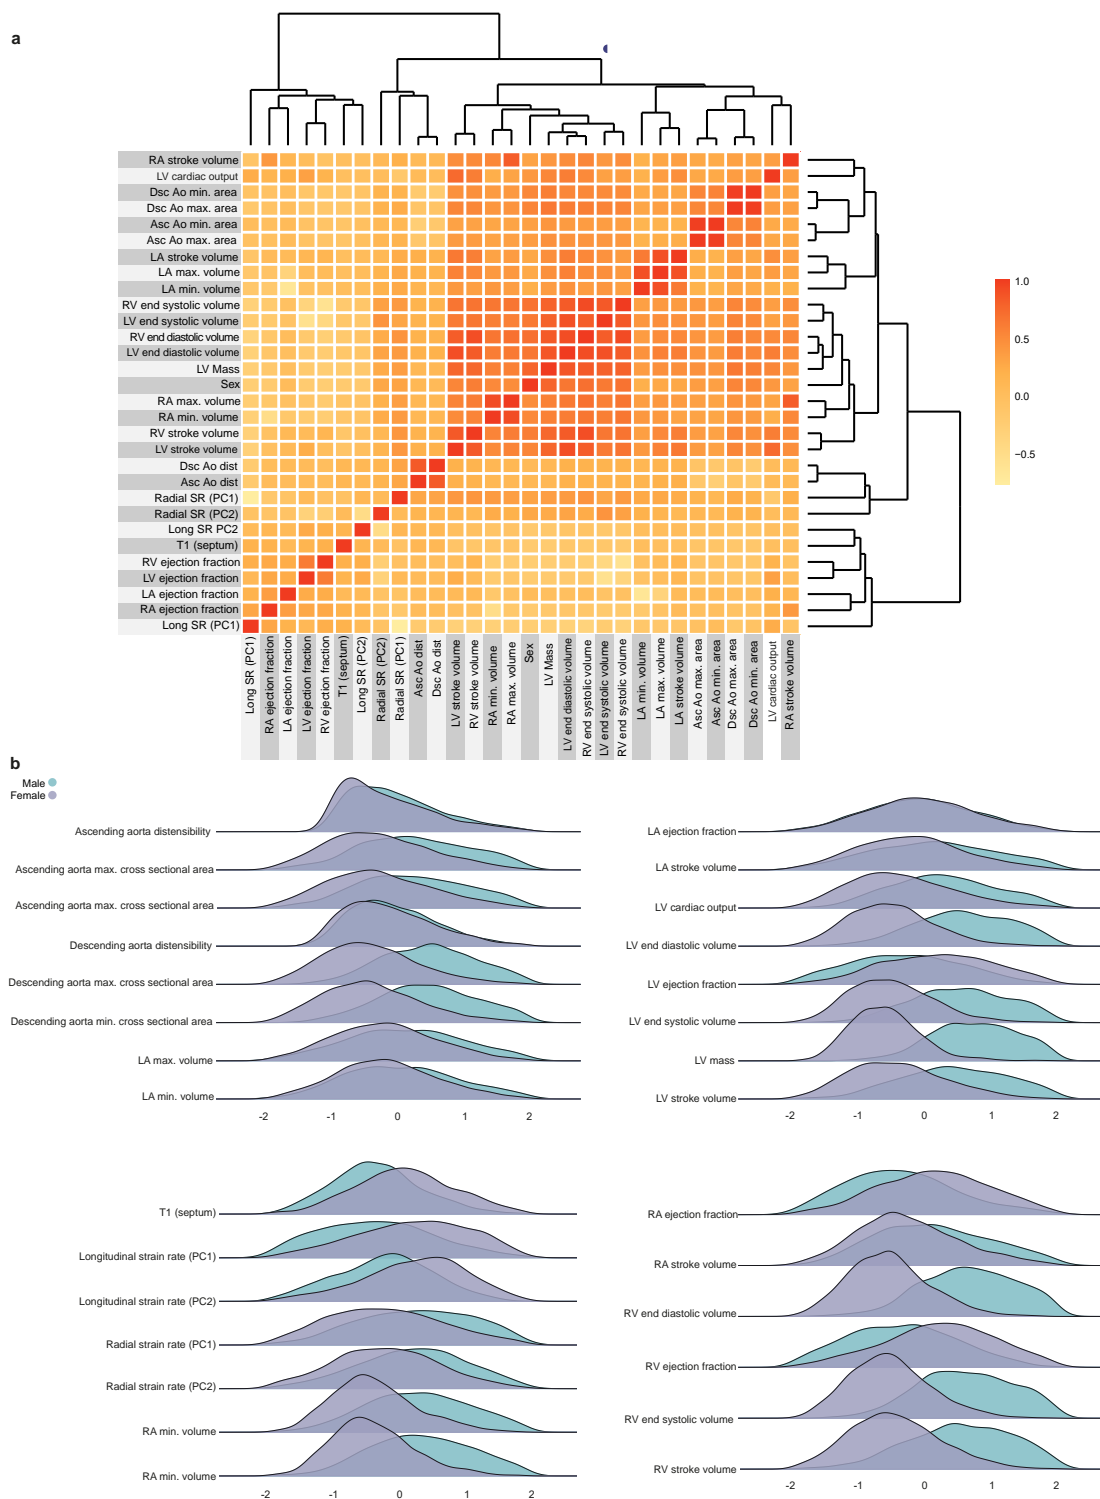 a
RA stroke volume
LV cardiac output
Dsc Ao min. area
Dsc Ao max. area
Asc Ao min. area
Asc Ao max. area
LA stroke volume
LA max. volume
LA min. volume
RV end systolic volume
LV end systolic volume
RV end diastolic volume
LV end diastolic volume
LV Mass
Sex
RA max. volume
RA min. volume
RV stroke volume
LV stroke volume
Dsc Ao dist
Asc Ao dist
Radial SR (PC1)
Radial SR (PC2)
Long SR PC2
T1 (septum)
RV ejection fraction
LV ejection fraction
LA ejection fraction
RA ejection fraction
Long SR (PC1)
1.0
0.5
0.0
−0.5
Long SR (PC1)
RA ejection fraction
LA ejection fraction
LV ejection fraction
RV ejection fraction
T1 (septum)
Long SR (PC2)
Radial SR (PC2)
Radial SR (PC1)
Asc Ao dist
Dsc Ao dist
LV stroke volume
RV stroke volume
RA min. volume
RA max. volume
Sex
LV Mass
LV end diastolic volume
RV end systolic volume
LV end systolic volume
RV end systolic volume
LA min. volume
LA max. volume
LA stroke volume
Asc Ao max. area
Asc Ao min. area
Dsc Ao max. area
Dsc Ao min. area
LV cardiac output
RA stroke volume
b
Male
Female
Ascending aorta distensibility
Ascending aorta max. cross sectional area
Ascending aorta max. cross sectional area
Descending aorta distensibility
Descending aorta max. cross sectional area
Descending aorta min. cross sectional area
LA max. volume
LA min. volume
-2 -1 0 1 2
LA ejection fraction
LA stroke volume
LV cardiac output
LV end diastolic volume
LV ejection fraction
LV end systolic volume
LV mass
LV stroke volume
-2 -1 0 1 2
T1 (septum)
Longitudinal strain rate (PC1)
Longitudinal strain rate (PC2)
Radial strain rate (PC1)
Radial strain rate (PC2)
RA min. volume
RA min. volume
-2 -1 0 1 2
RA ejection fraction
RA stroke volume
RV end diastolic volume
RV ejection fraction
RV end systolic volume
RV stroke volume
-2 -1 0 1 2